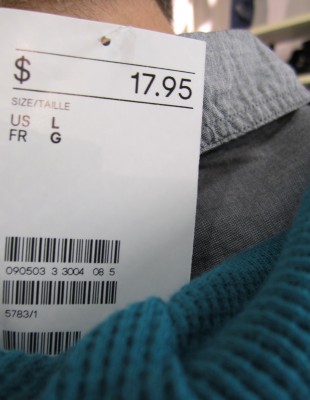 $ 17.95
SIZE/TAILLE
US L
FR G
090503 3 3004 08 5
5783/1